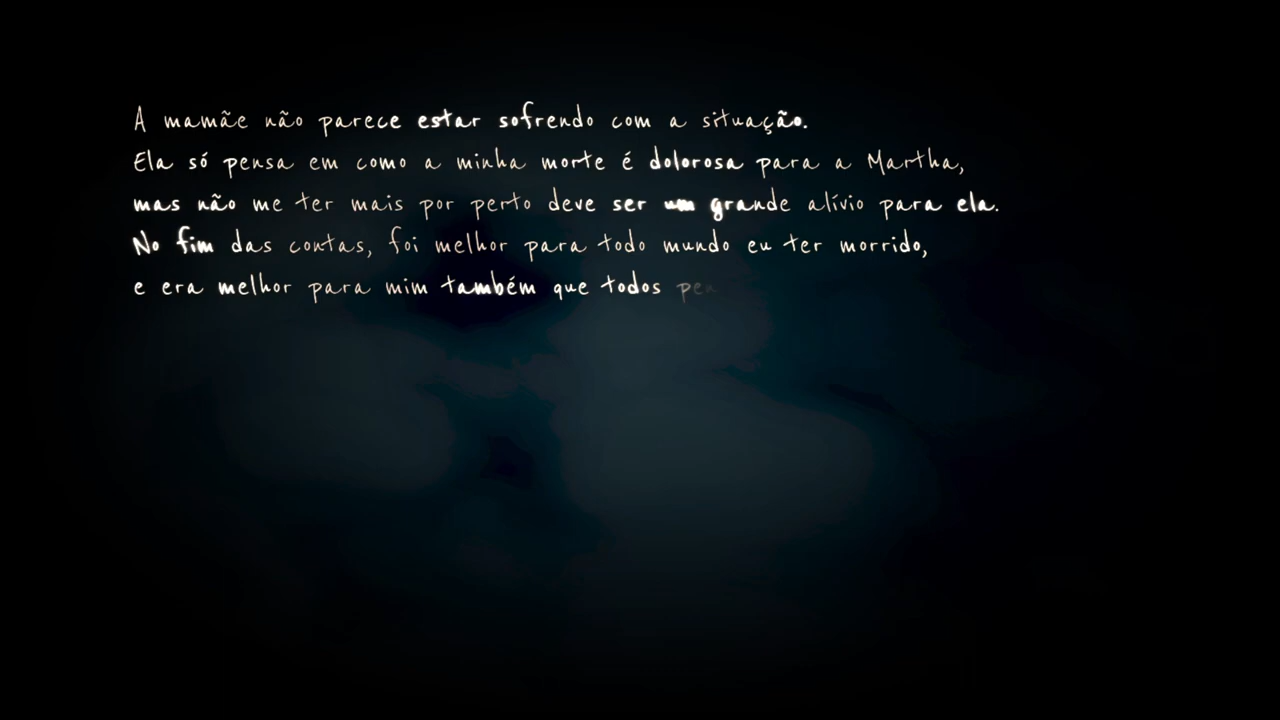 A mamãe não parece estar sofrendo com a situação.
Ela só pensa em como a minha morte é dolorosa para a Martha,
mas não me ter mais por perto deve ser um grande alívio para ela.
No fim das contas, foi melhor para todo mundo eu ter morrido,
e era melhor para mim também que todos